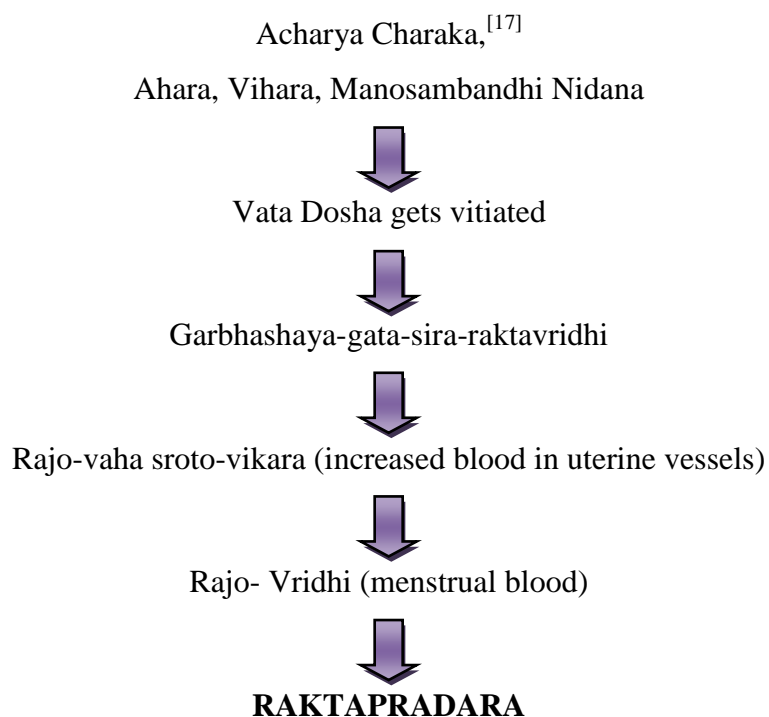 Acharya Charaka,[17]
Ahara, Vihara, Manosambandhi Nidana
Vata Dosha gets vitiated
Garbhashaya-gata-sira-raktavridhi
Rajo-vaha sroto-vikara (increased blood in uterine vessels)
Rajo- Vridhi (menstrual blood)
RAKTAPRADARA